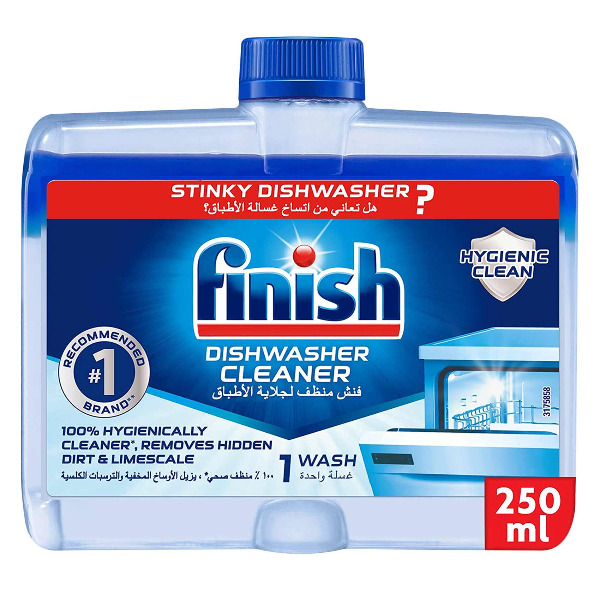 STINKY DISHWASHER ?
هل تعاني من اتساخ غسالة الأطباق؟
finish
HYGIENIC
CLEAN
DISHWASHER
CLEANER
فنش منظف لجلاية الأطباق
RECOMMENDED
#1
BRAND**
3175858
100% HYGIENICALLY
CLEANER*, REMOVES HIDDEN
DIRT & LIMESCALE
١٠٠ ٪ منظف صحي*، يزيل الأوساخ المخفية والترسبات الكلسية
1 WASH
غسلة واحدة
250
ml